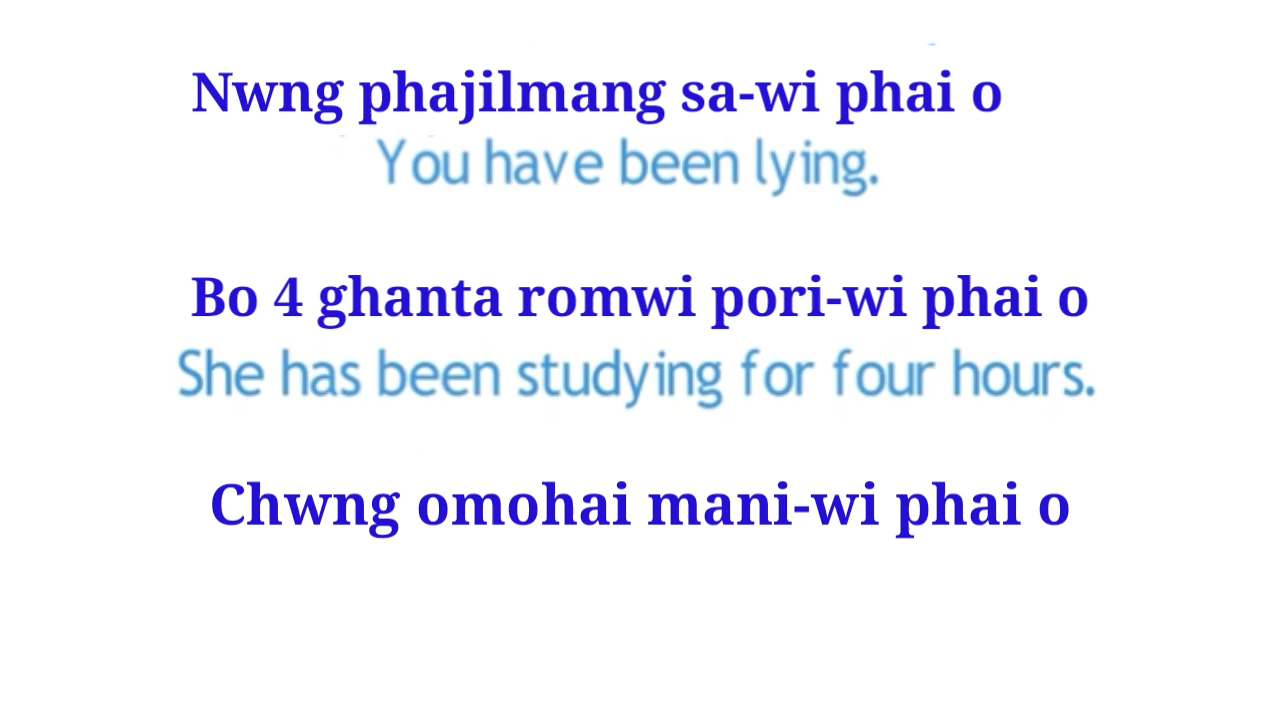 Nwng phajilmang sa-wi phai o
You have been lying.
Bo 4 ghanta romwi pori-wi phai o
She has been studying for four hours.
Chwng omohai mani-wi phai o